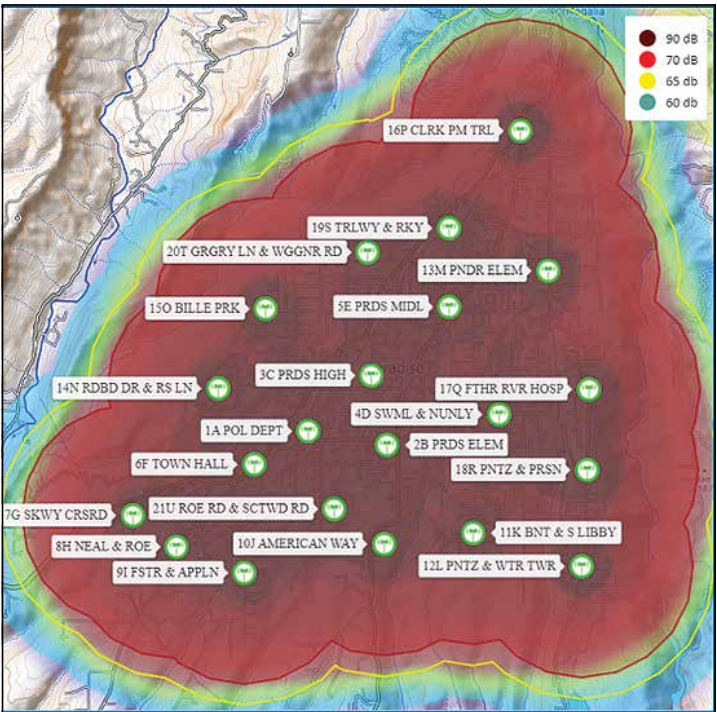 Magalia
90 dB
70 dB
65 db
60 db
16P CLRK PM TRL
19S TRLWY & RKY
20T GRGRY LN & WGGNR RD
13M PNDR ELEM
15O BILLE PRK
5E PRDS MIDL
3C PRDS HIGH
14N RDBD DR & RS LN
17Q FTHR RVR HOSP
4D SWML & NUNLY
1A POL DEPT
2B PRDS ELEM
6F TOWN HALL
18R PNTZ & PRSN
7G SKWY CRSRD
21U ROE RD & SCTWD RD
11K BNT & S LIBBY
8H NEAL & ROE
10J AMERICAN WAY
12L PNTZ & WTR TWR
9I FSTR & APPLN